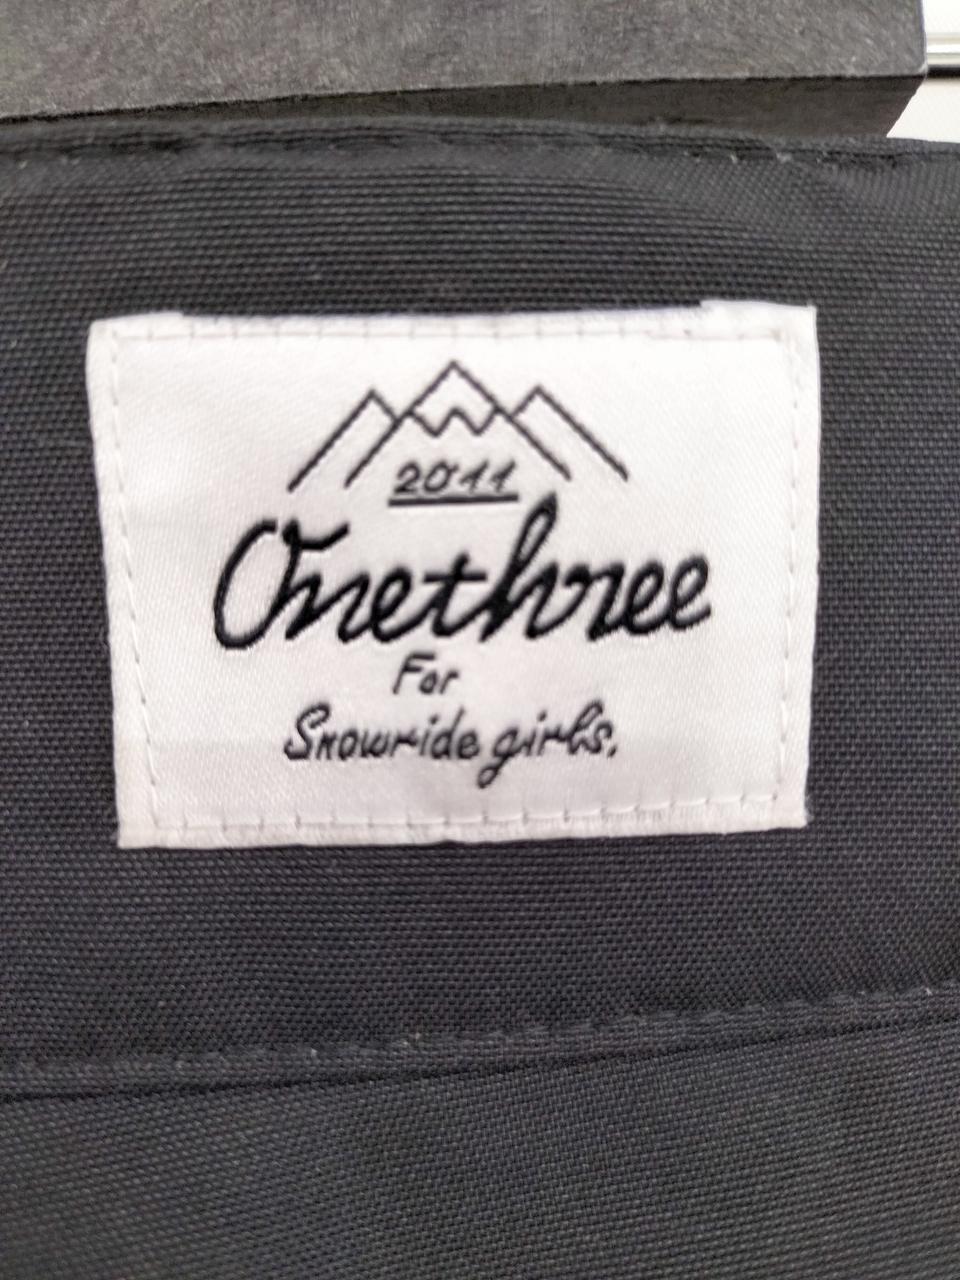 2011
Onethree
For
Snowride girls.